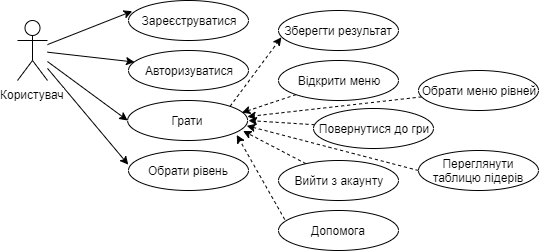 Користувач
Зареєструватися
Авторизуватися
Грати
Обрати рівень
Зберегти результат
Відкрити меню
Обрати меню рівней
Повернутися до гри
Переглянути
таблицю лідерів
Вийти з акаунту
Допомога